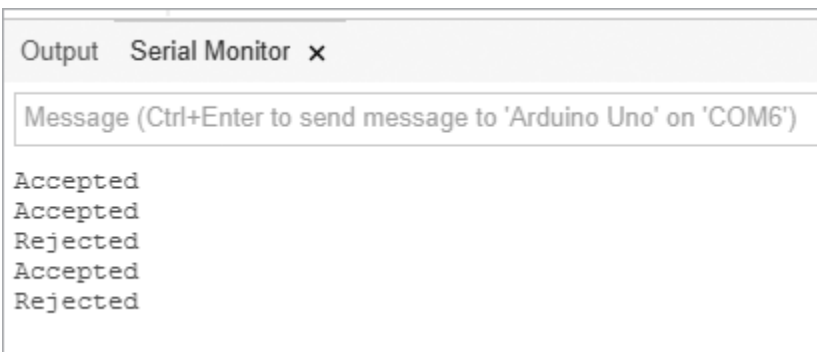 Output Serial Monitor x
Message (Ctrl+Enter to send message to 'Arduino Uno' on 'COM6')
Accepted
Accepted
Rejected
Accepted
Rejected